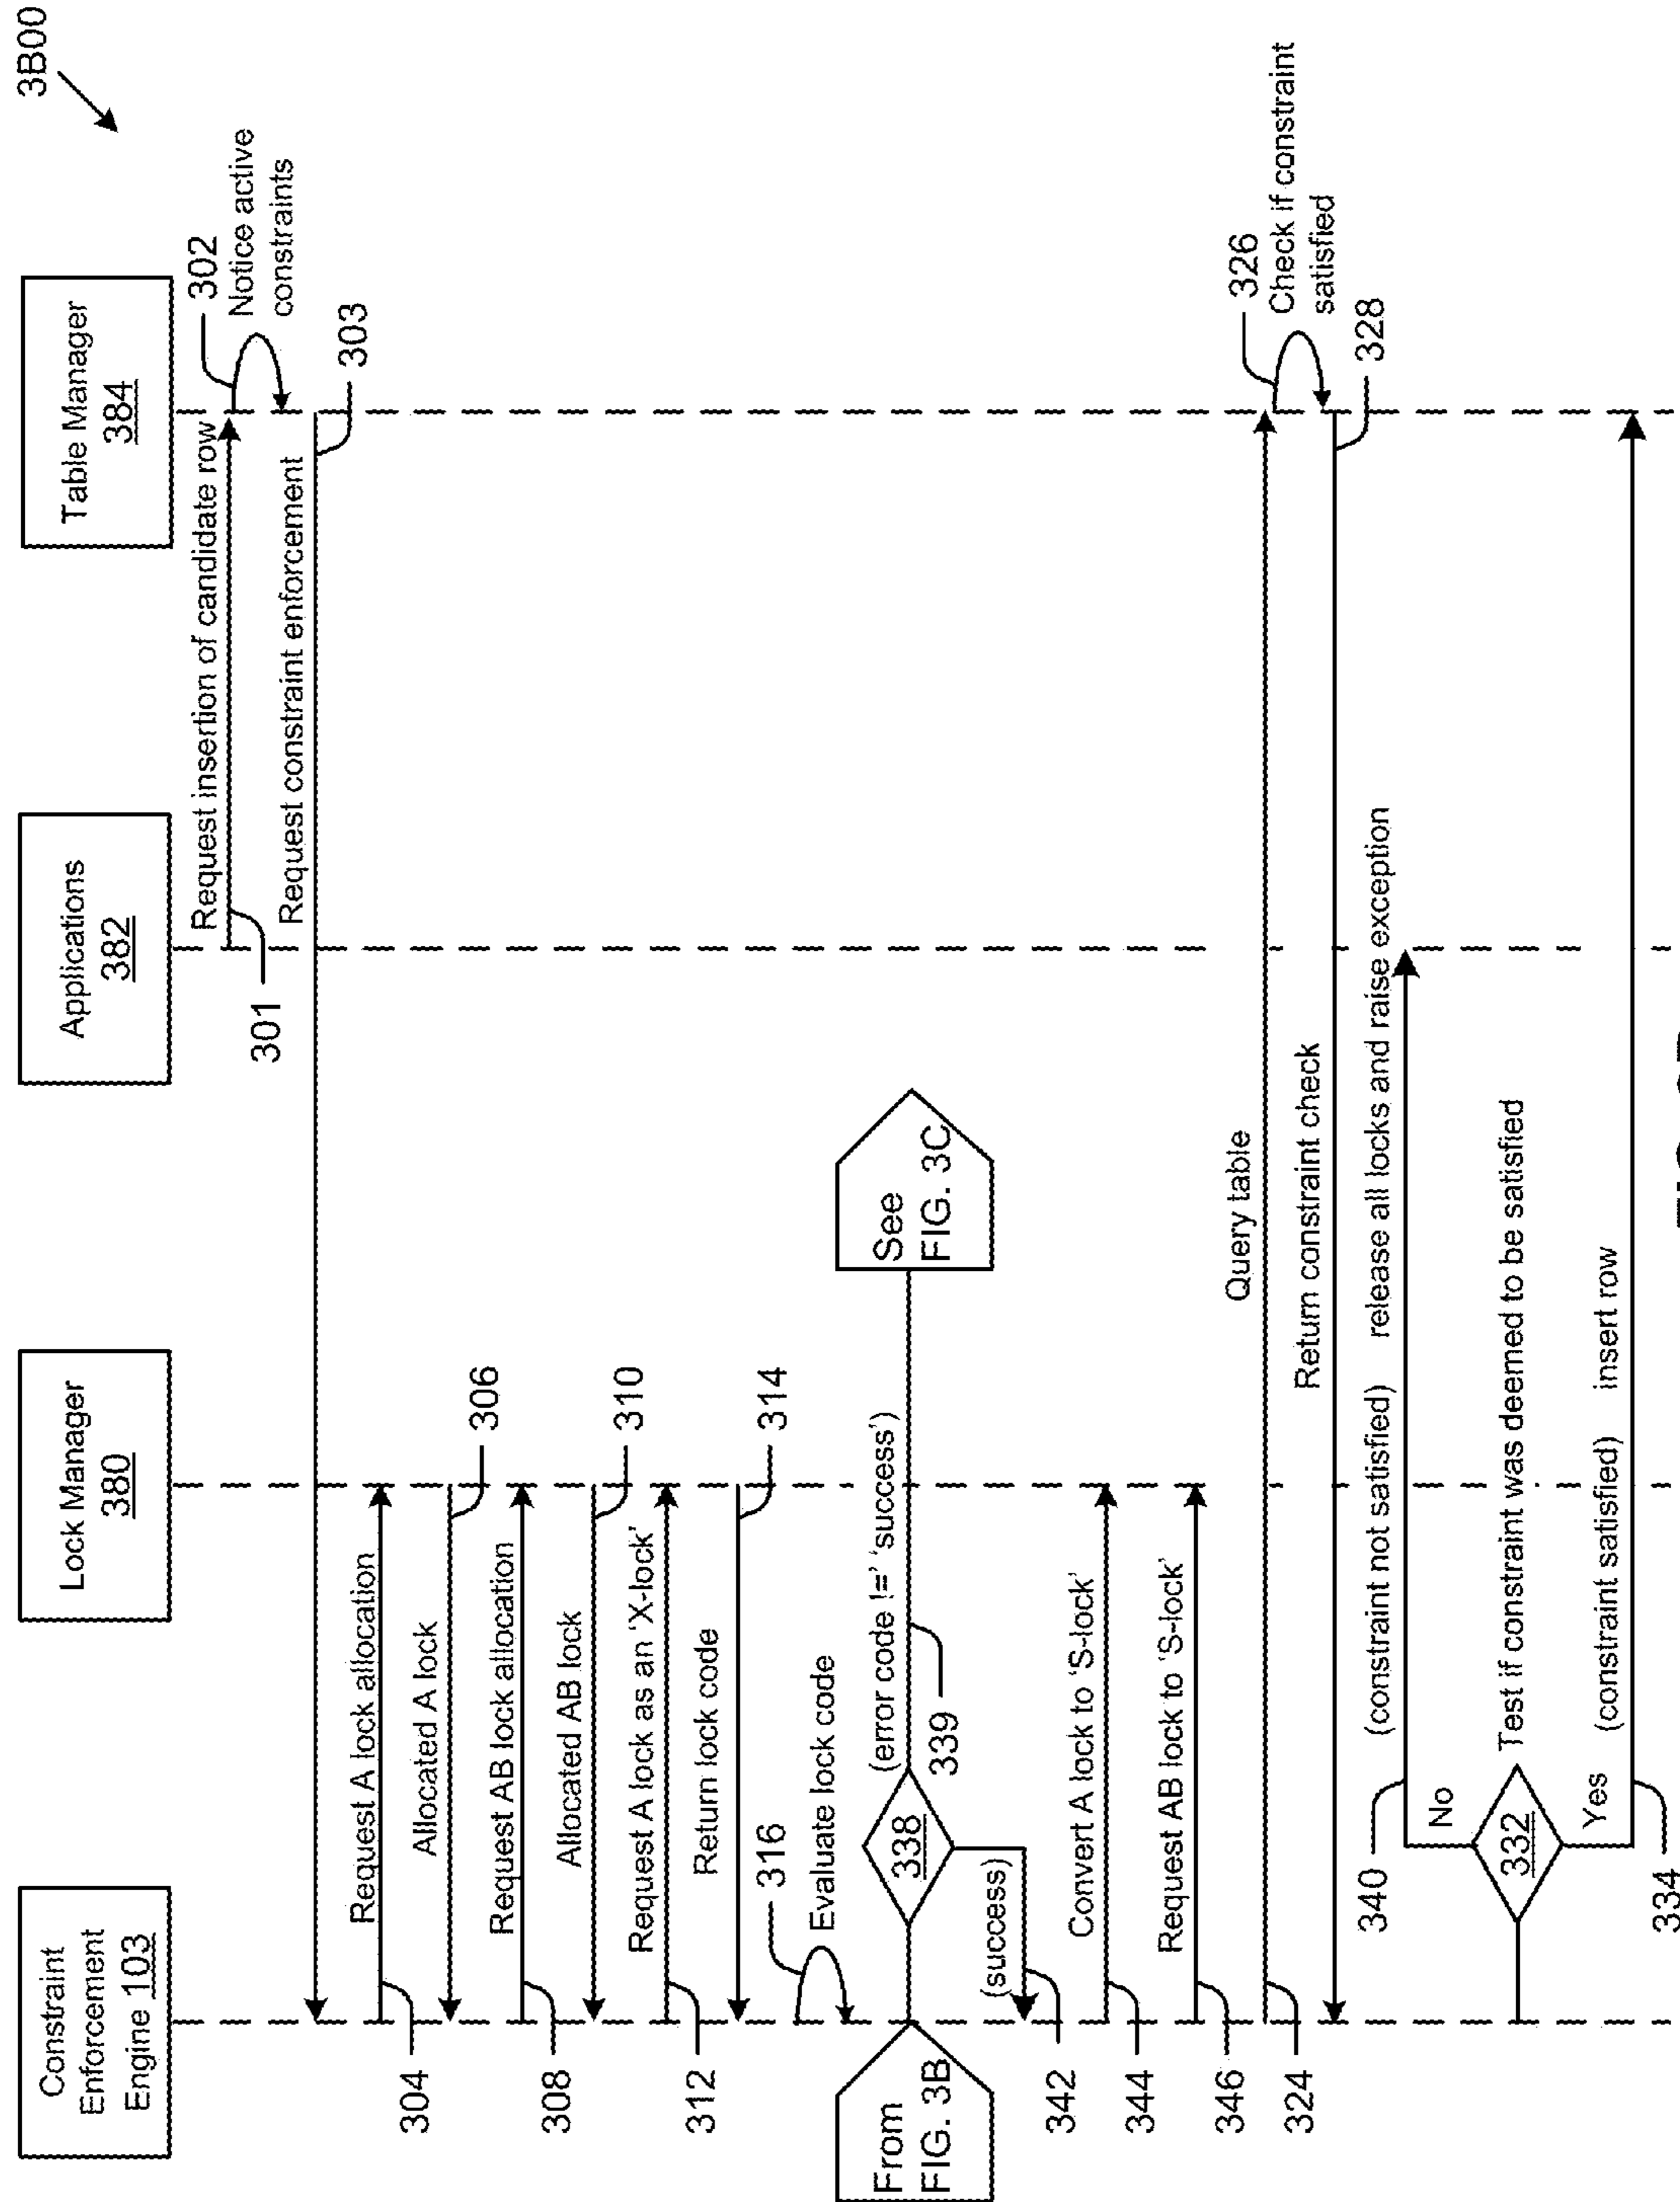 3B00
Constraint
Enforcement
Engine 103
Lock Manager
380
Applications
382
Table Manager
384
Request insertion of candidate row
301
302
Notice active
constraints
Request constraint enforcement
303
Request A lock allocation
304
Allocated A lock
306
Request AB lock allocation
308
Allocated AB lock
310
Request A lock as an 'X-lock'
312
Return lock code
314
316
Evaluate lock code
From
FIG. 3B
338
(error code !=' 'success')
339
See
FIG. 3C
(success)
342
Convert A lock to 'S-lock'
344
Request AB lock to 'S-lock'
346
Query table
324
326
Check if constraint
satisfied
Return constraint check
328
340
(constraint not satisfied) release all locks and raise exception
No
332
Test if constraint was deemed to be satisfied
Yes
(constraint satisfied) insert row
334